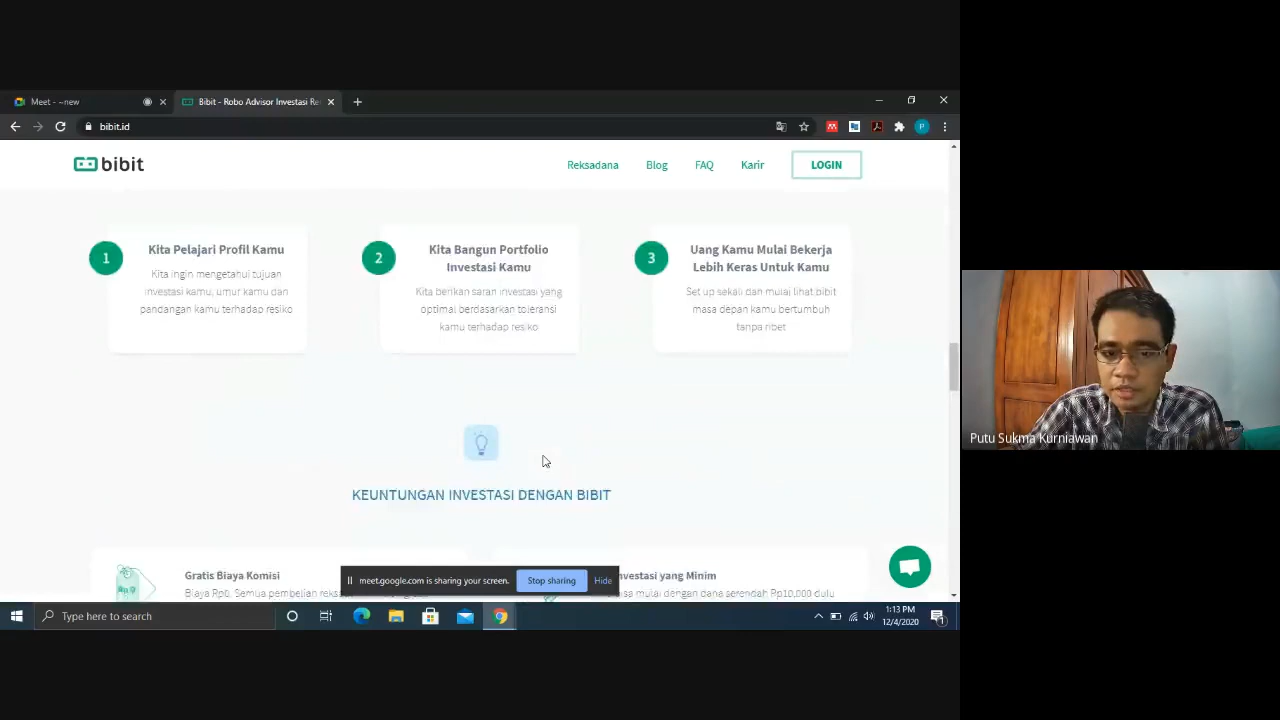 Meet - ~new
Bibit - Robo Advisor Investasi Re
bibit.id
P
bibit
Reksadana
Blog
FAQ
Karir
LOGIN
1
Kita Pelajari Profil Kamu
Kita ingin mengetahui tujuan
investasi kamu, umur kamu dan
pandangan kamu terhadap resiko
2
Kita Bangun Portfolio
Investasi Kamu
Kita berikan saran investasi yang
optimal berdasarkan toleransi
kamu terhadap resiko
3
Uang Kamu Mulai Bekerja
Lebih Keras Untuk Kamu
Set up sekali dan mulai lihat bibit
masa depan kamu bertumbuh
tanpa ribet
Putu Sukma Kurniawan
KEUNTUNGAN INVESTASI DENGAN BIBIT
Rp0
Gratis Biaya Komisi
Biaya Rp0. Semua pembelian
nvestasi yang Minim
isa mulai dengan dana serendah Rp10,000 dulu
meet.google.com is sharing your screen.
Stop sharing
Hide
Type here to search
1:13 PM
12/4/2020
1